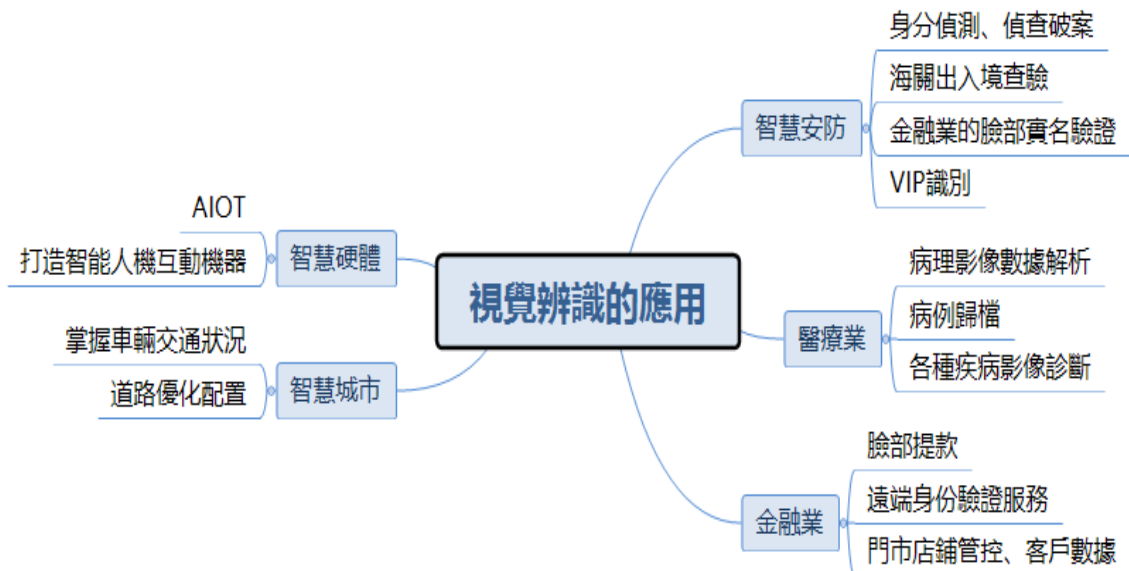 視覺辨識的應用
智慧安防
身分偵測、偵查破案
海關出入境查驗
金融業的臉部實名驗證
VIP識別
醫療業
病理影像數據解析
病例歸檔
各種疾病影像診斷
金融業
臉部提款
遠端身份驗證服務
門市店鋪管控、客戶數據
智慧硬體
AIOT
打造智能人機互動機器
智慧城市
掌握車輛交通狀況
道路優化配置